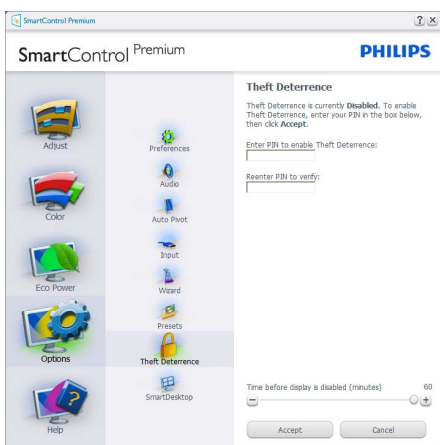 SmartControl Premium
SmartControl Premium
PHILIPS
Adjust
Color
Eco Power
Options
Help
Preferences
Audio
Auto Pivot
Input
Wizard
Presets
Theft Deterrence
SmartDesktop
Theft Deterrence
Theft Deterrence is currently Disabled. To enable
Theft Deterrence, enter your PIN in the box below,
then click Accept.
Enter PIN to enable Theft Deterrence:
Reenter PIN to verify:
Time before display is disabled (minutes) 60
Accept Cancel